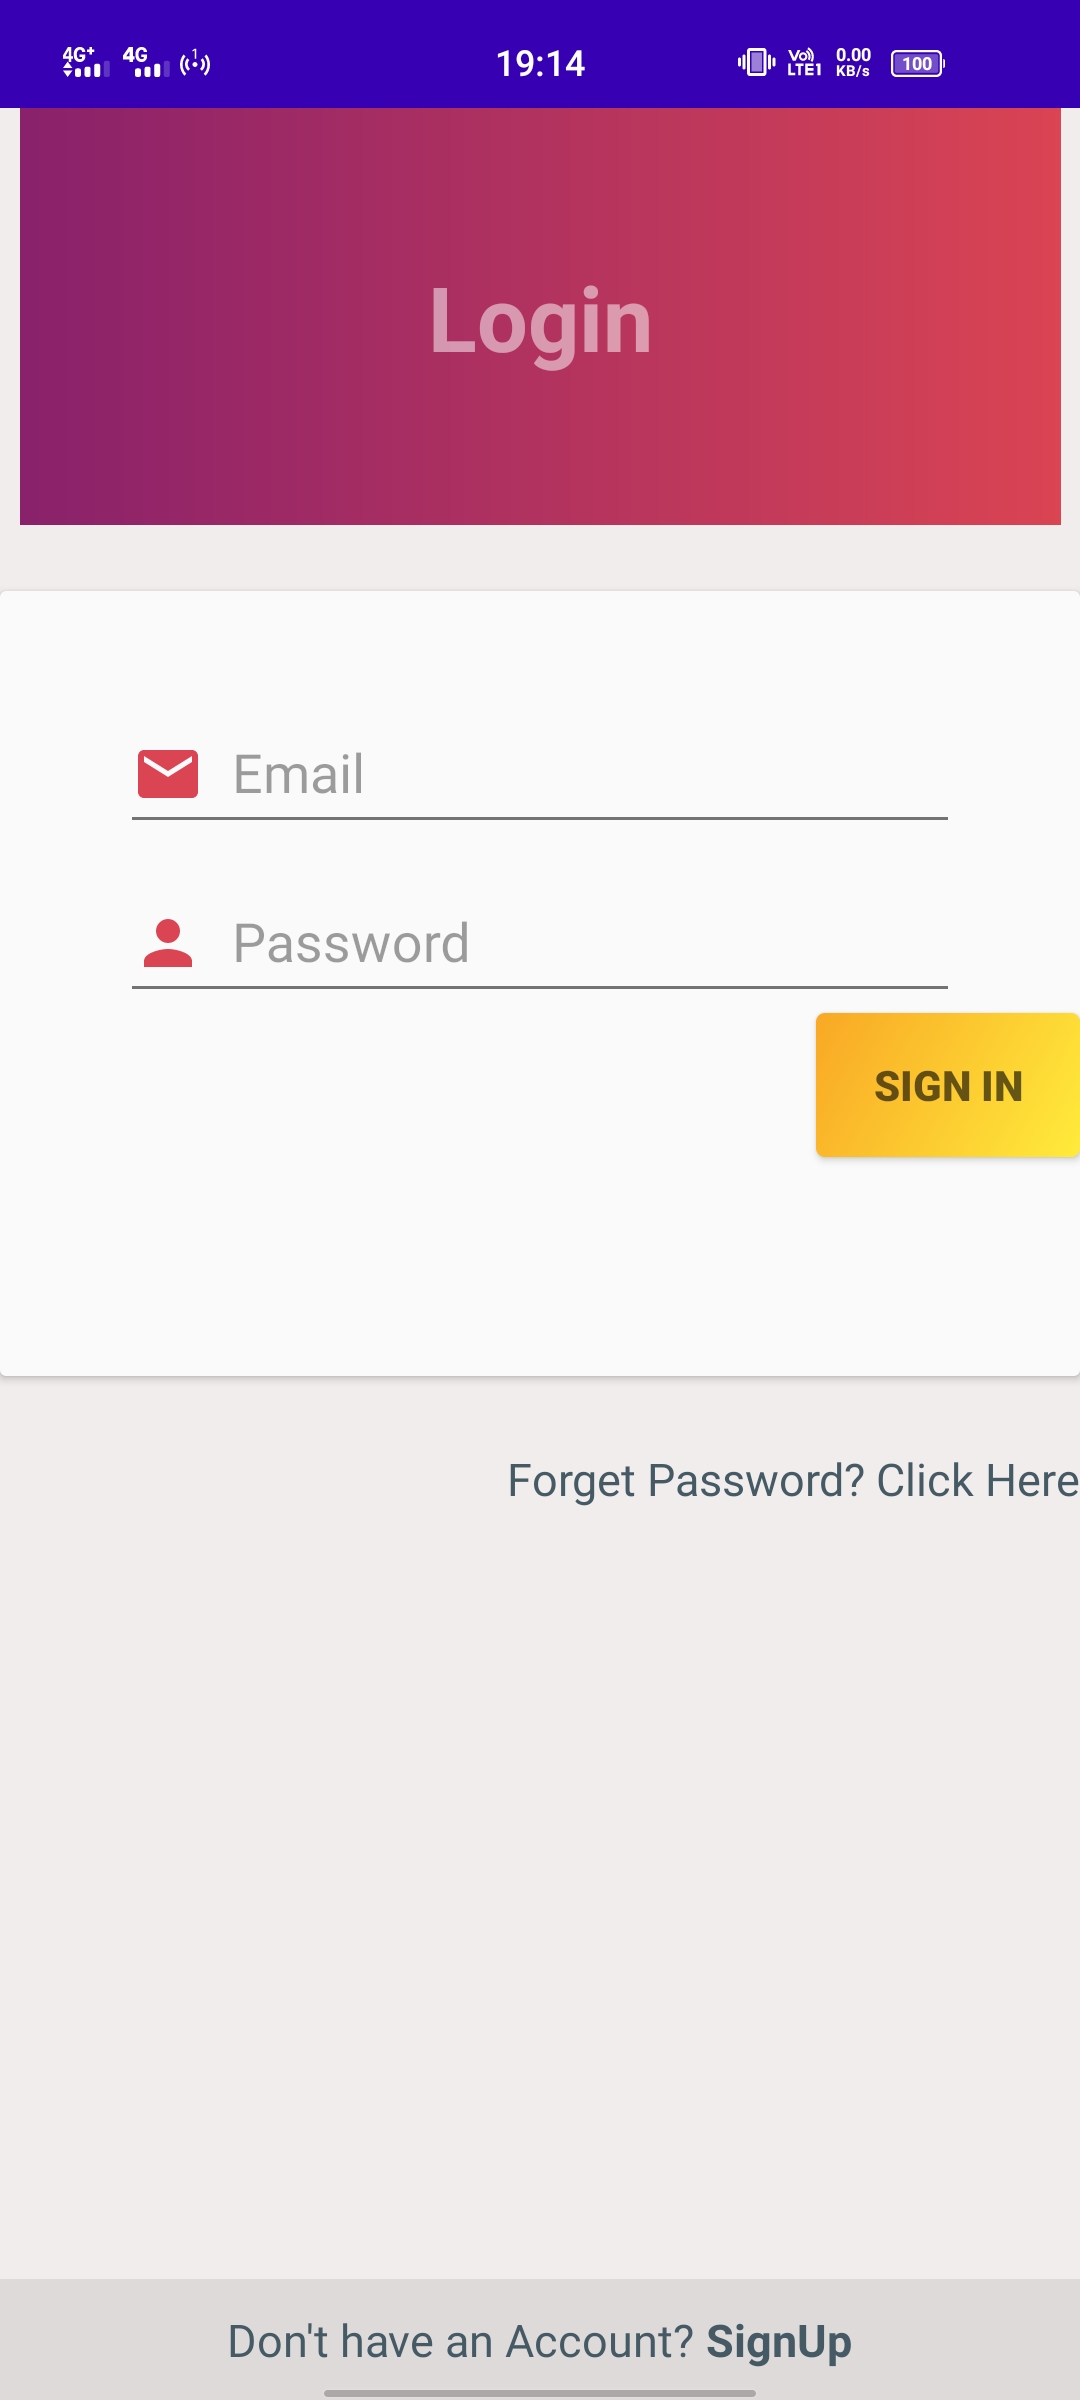 4G+ 4G 1 19:14 Vo)) LTE1 0.00 KB/s 100
Login
Email
Password
SIGN IN
Forget Password? Click Here
Don't have an Account? SignUp